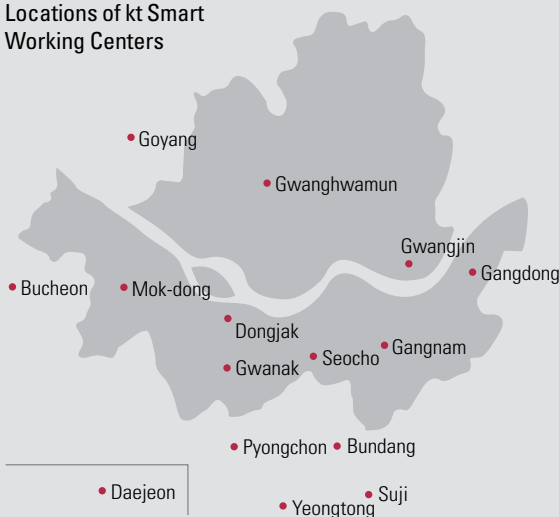 Locations of kt Smart
Working Centers
Goyang
Gwanghwamun
Gwangjin
Gangdong
Bucheon
Mok-dong
Dongjak
Gwanak
Seocho
Gangnam
Pyongchon
Bundang
Daejeon
Suji
Yeongtong